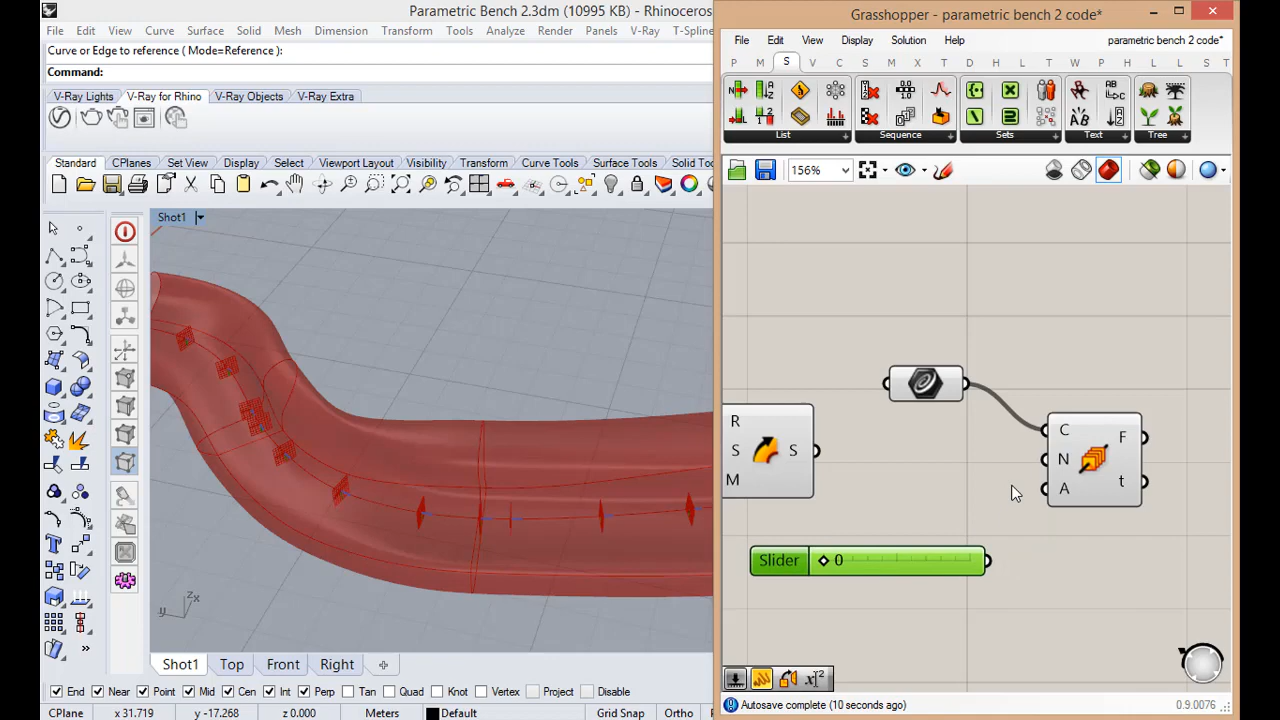 Parametric Bench 2.3dm (10995 KB) - Rhinoceros
File Edit View Curve Surface Solid Mesh Dimension Transform Tools Analyze Render Panels V-Ray T-Splin
Curve or Edge to reference ( Mode=Reference ):
Command:
V-Ray Lights V-Ray for Rhino V-Ray Objects V-Ray Extra
Standard CPlanes Set View Display Select Viewport Layout Visibility Transform Curve Tools Surface Tools Solid To
Shot1
z x
y
Shot1 Top Front Right
End Near Point Mid Cen Int Perp Tan Quad Knot Vertex Project Disable
CPlane x 31.719 y -17.268 z 0.000 Meters Default Grid Snap Ortho
Grasshopper - parametric bench 2 code*
File Edit View Display Solution Help parametric bench 2 code*
P M S V C S M X T D H T W P H L S T
List Sequence Sets Text Tree
156%
R
S S
M
C F
N
A t
Slider 0
Autosave complete (10 seconds ago) 0.9.0076